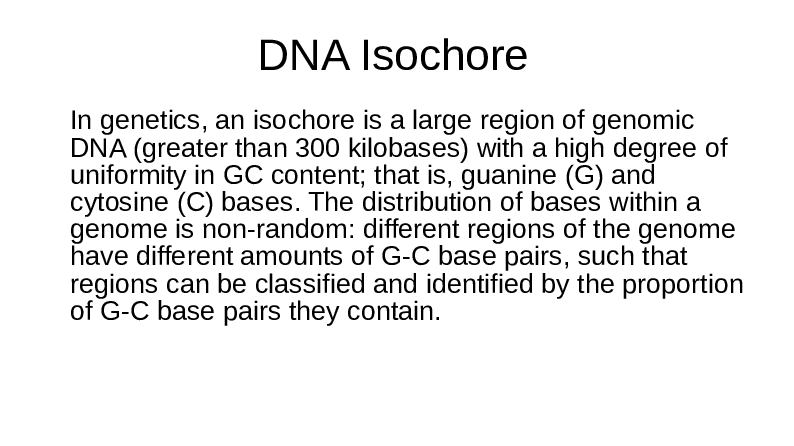 DNA Isochore
In genetics, an isochore is a large region of genomic
DNA (greater than 300 kilobases) with a high degree of
uniformity in GC content; that is, guanine (G) and
cytosine (C) bases. The distribution of bases within a
genome is non-random: different regions of the genome
have different amounts of G-C base pairs, such that
regions can be classified and identified by the proportion
of G-C base pairs they contain.